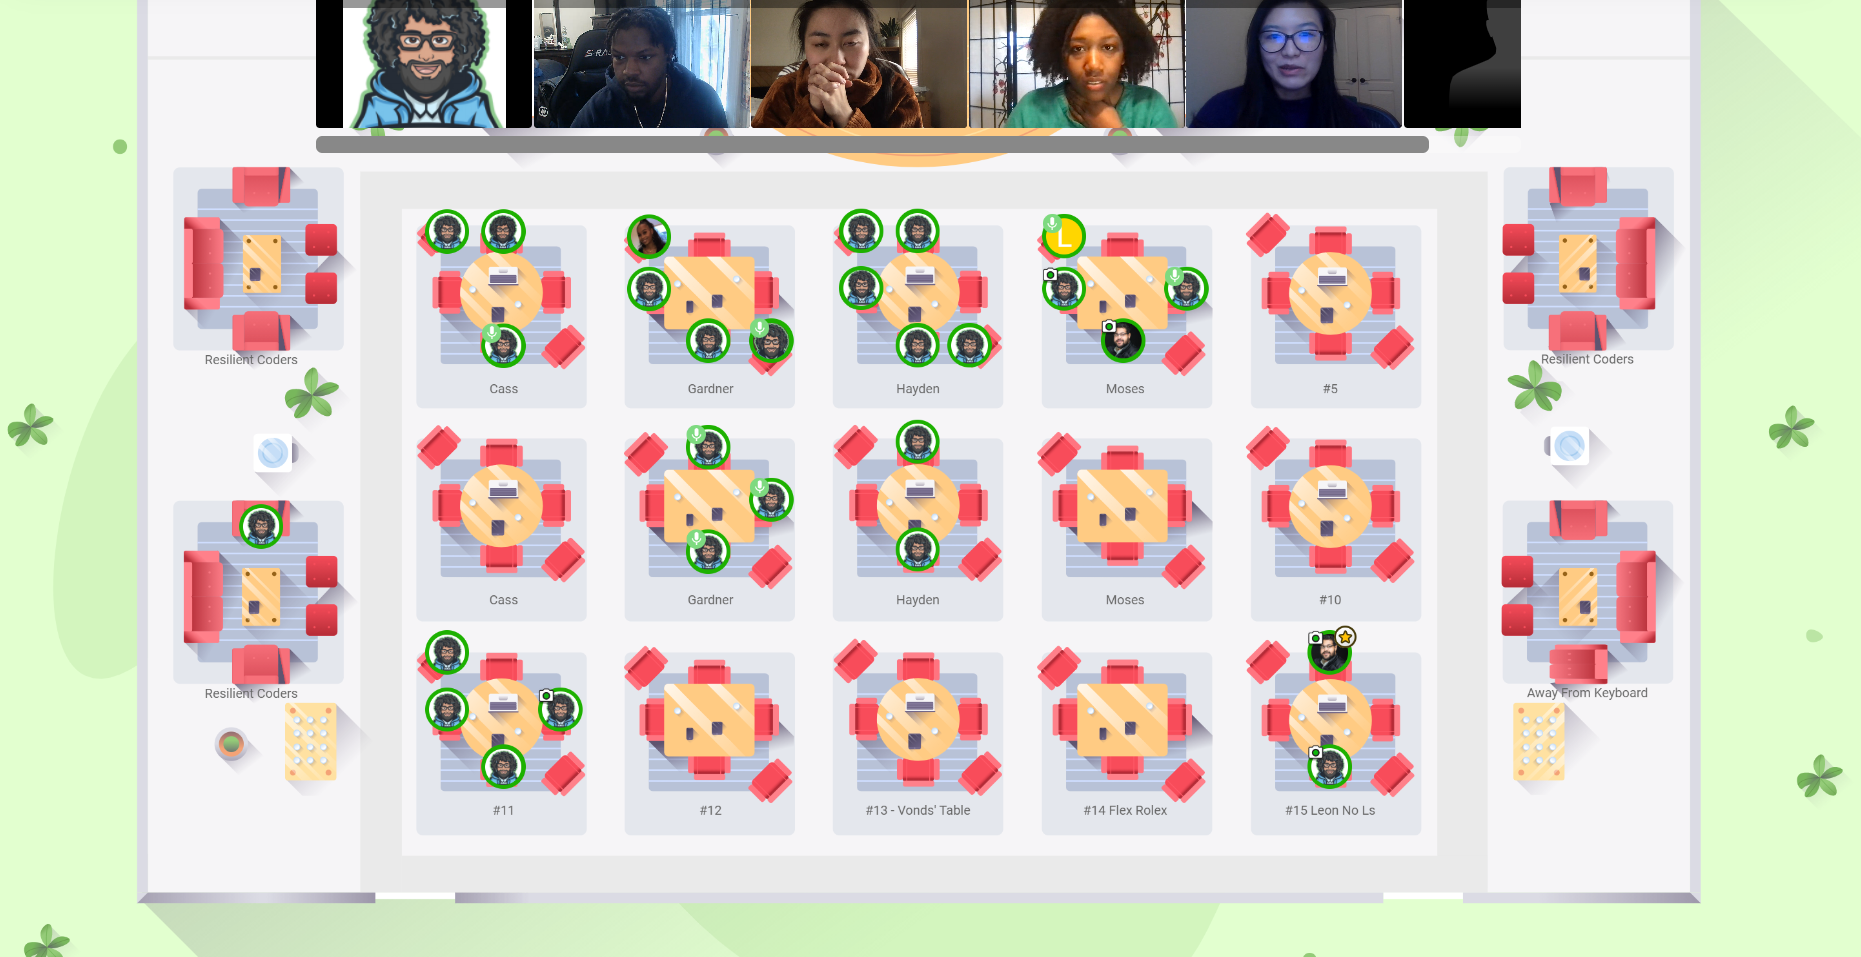 L
Resilient Coders
Resilient Coders
Cass
Gardner
Hayden
Moses
#5
Cass
Gardner
Hayden
Moses
#10
Resilient Coders
Away From Keyboard
#11
#12
#13 - Vonds' Table
#14 Flex Rolex
#15 Leon No Ls